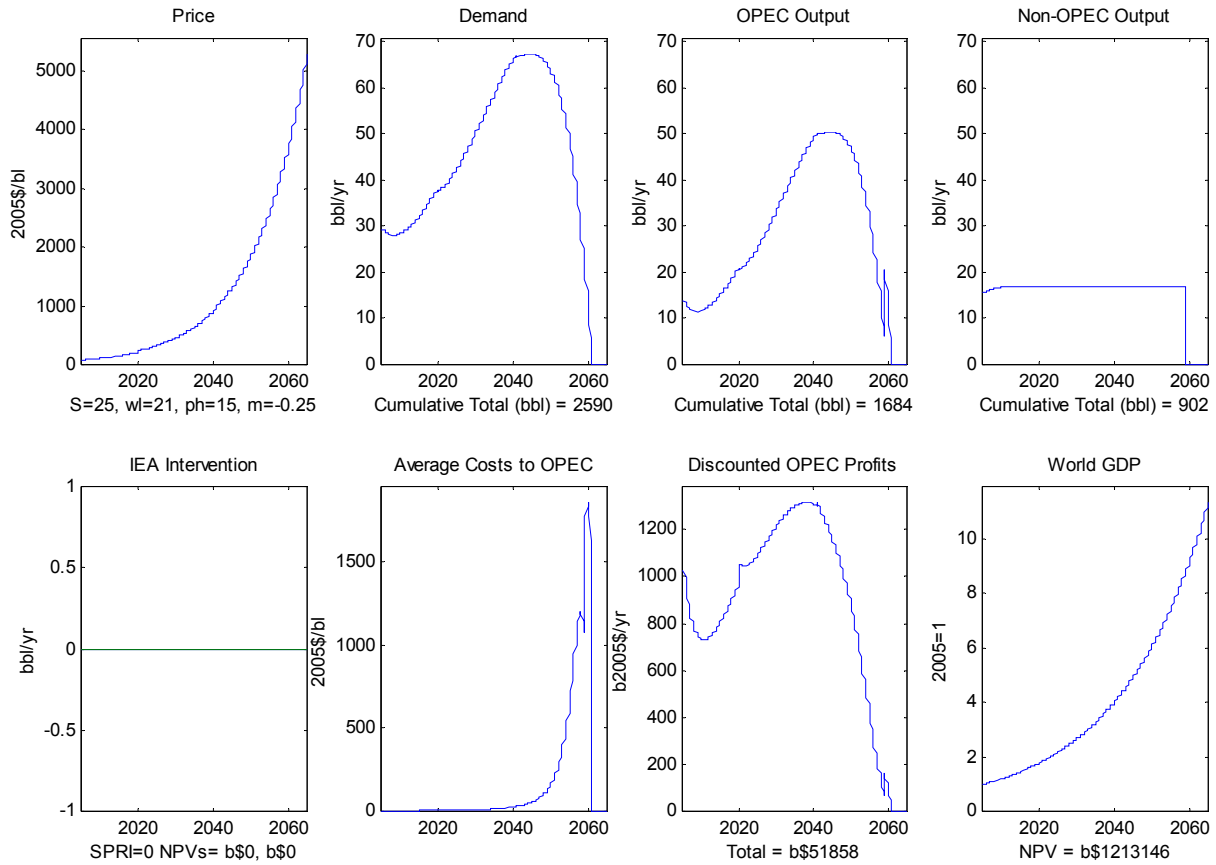 Price
Demand
OPEC Output
Non-OPEC Output
2005$/bl
5000
4000
3000
2000
1000
0
2020 2040 2060
S=25, wl=21, ph=15, m=-0.25
bbl/yr
70
60
50
40
30
20
10
0
2020 2040 2060
Cumulative Total (bbl) = 2590
bbl/yr
70
60
50
40
30
20
10
0
2020 2040 2060
Cumulative Total (bbl) = 1684
bbl/yr
70
60
50
40
30
20
10
0
2020 2040 2060
Cumulative Total (bbl) = 902
IEA Intervention
Average Costs to OPEC
Discounted OPEC Profits
World GDP
bbl/yr
1
0.5
0
-0.5
-1
2020 2040 2060
SPRI=0 NPVs= b$0, b$0
2005$/bl
1500
1000
500
0
2020 2040 2060
b2005$/yr
1200
1000
800
600
400
200
0
2020 2040 2060
Total = b$51858
2005=1
10
8
6
4
2
0
2020 2040 2060
NPV = b$1213146